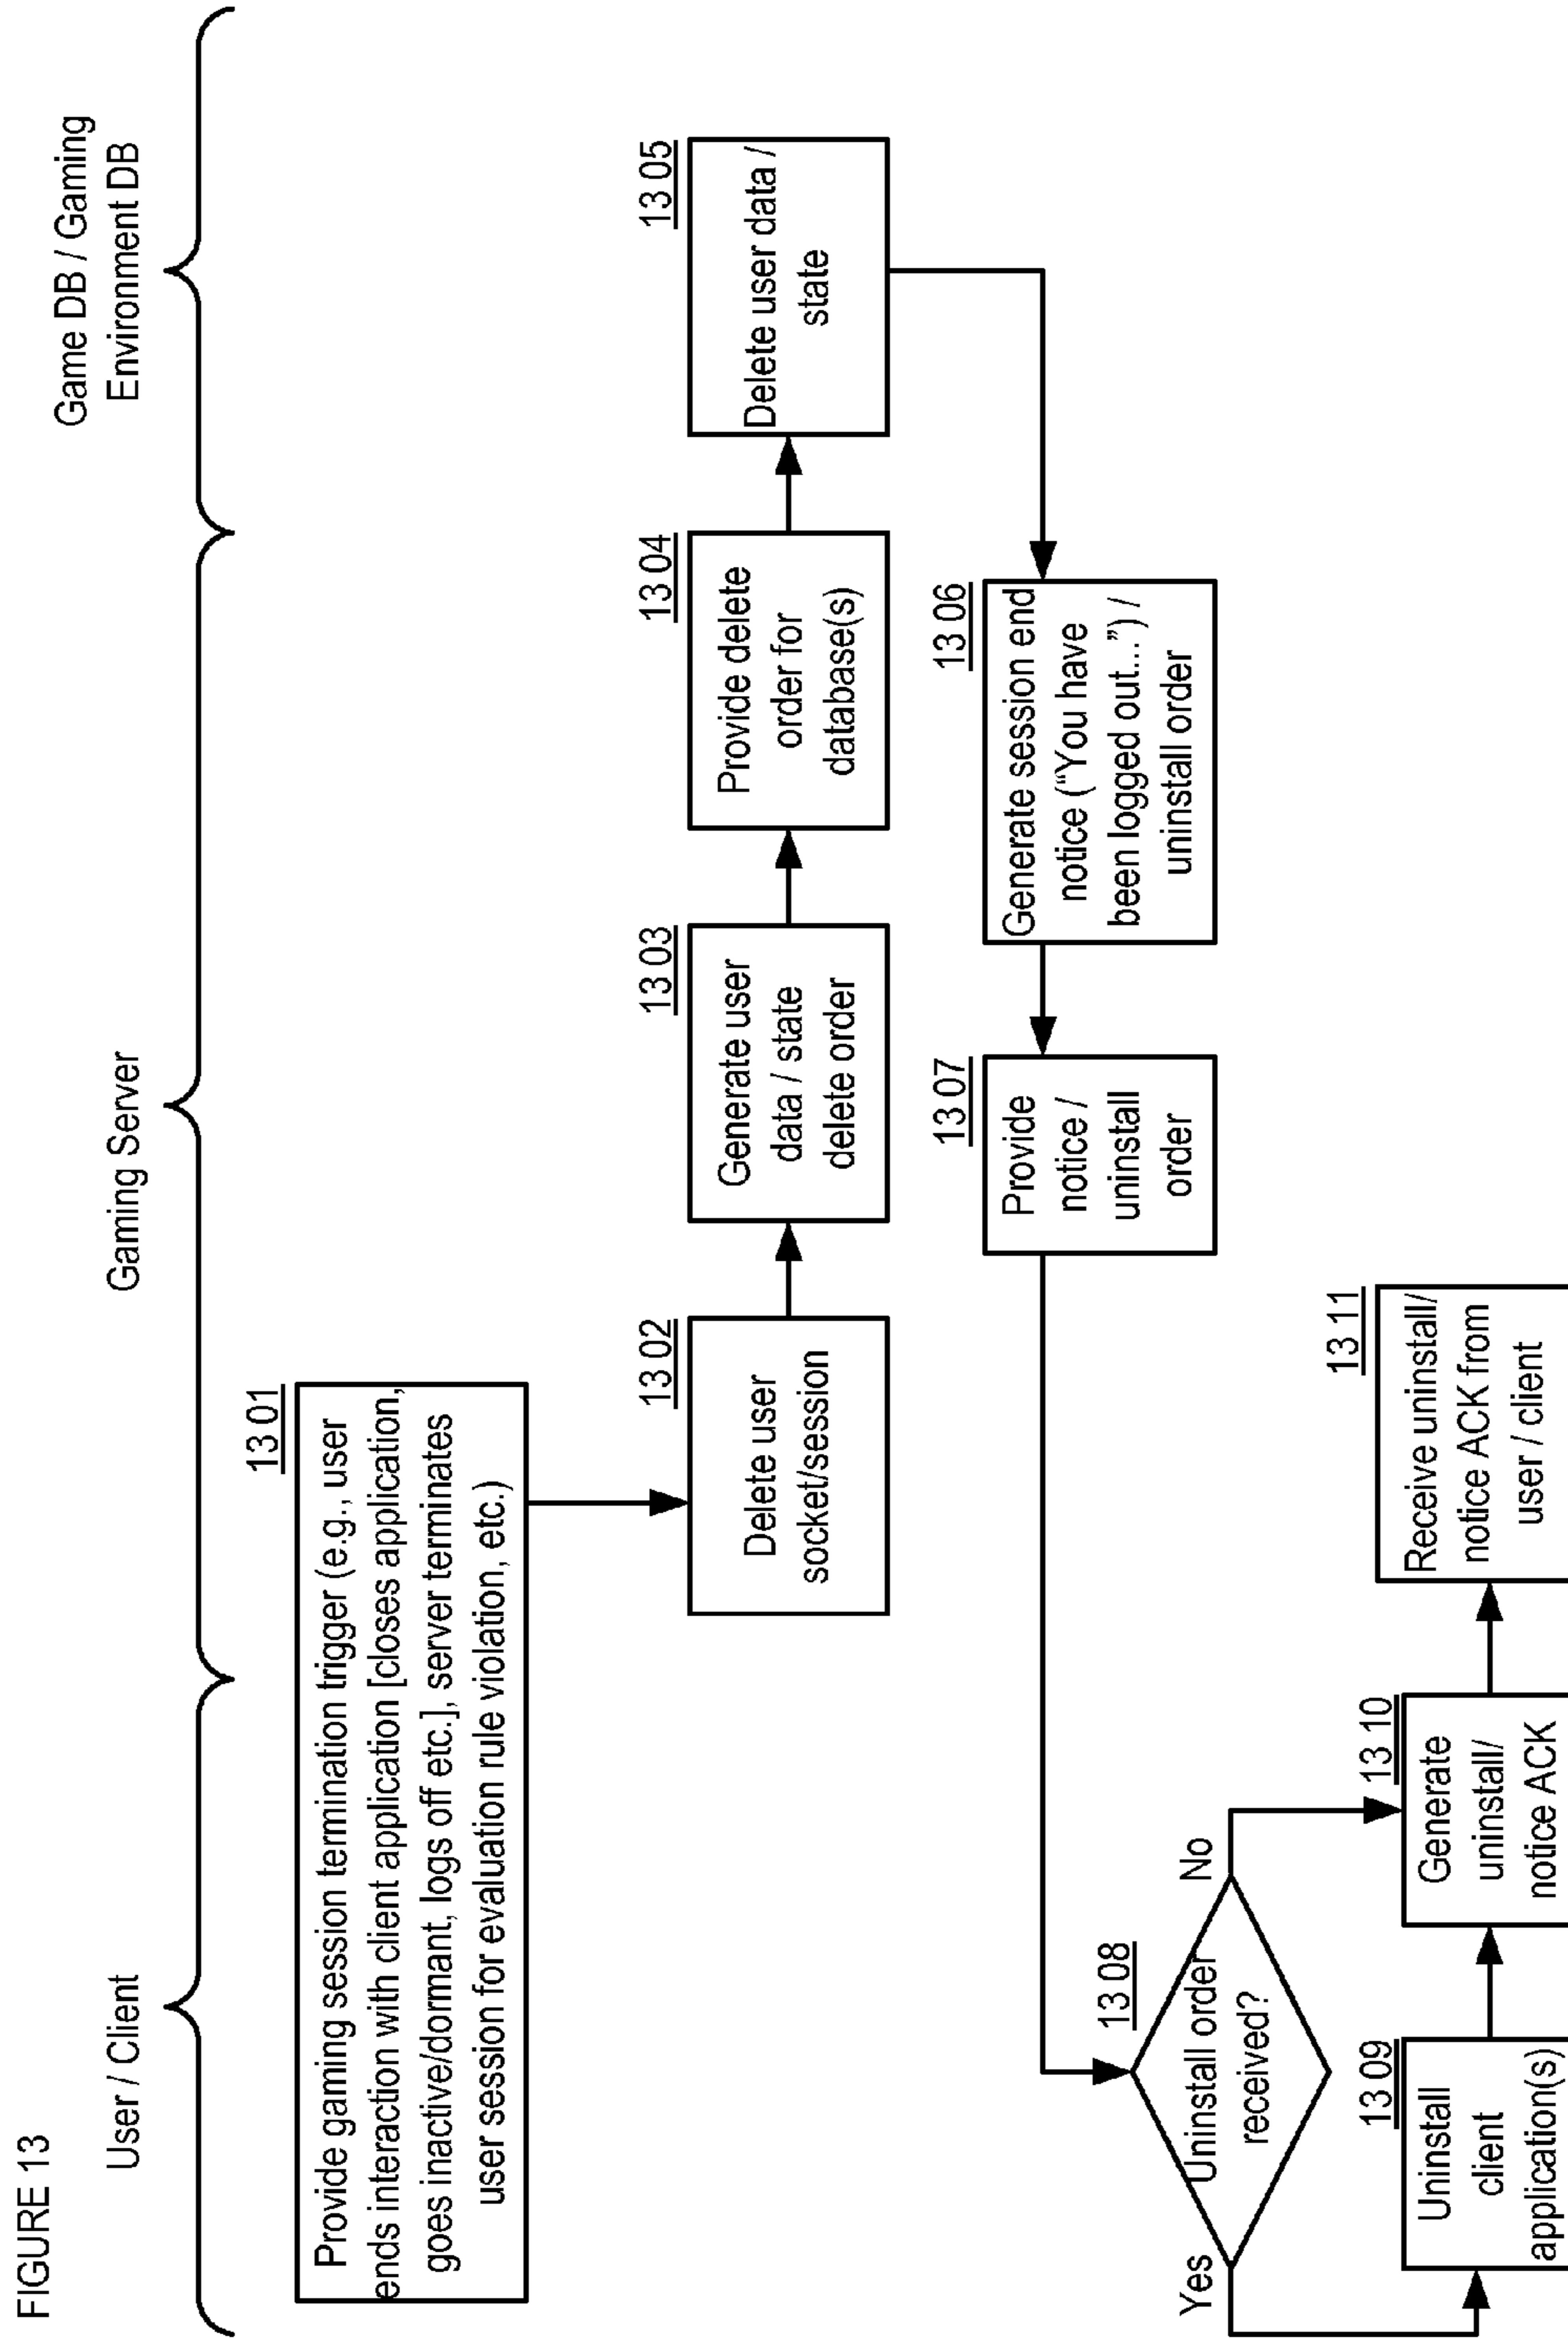 FIGURE 13
User / Client
Gaming Server
Game DB / Gaming
Environment DB
13 01
Provide gaming session termination trigger (e.g., user
ends interaction with client application [closes application,
goes inactive/dormant, logs off etc.], server terminates
user session for evaluation rule violation, etc.)
13 02
Delete user
socket/session
13 03
Generate user
data / state
delete order
13 04
Provide delete
order for
database(s)
13 05
Delete user data /
state
13 06
Generate session end
notice (“You have
been logged out...”) /
uninstall order
13 07
Provide
notice /
uninstall
order
13 08
Uninstall order
received?
Yes
No
13 09
Uninstall
client
application(s)
13 10
Generate
uninstall/
notice ACK
13 11
Receive uninstall/
notice ACK from
user / client